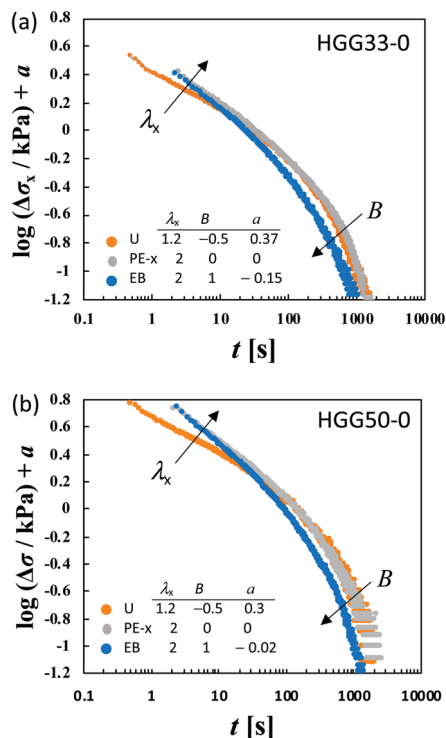 (a)
HGG33-0
log (Δσx / kPa) + a
0.8
0.6
0.4
0.2
0
-0.2
-0.4
-0.6
-0.8
-1
-1.2
λx
B
λx B a
U 1.2 −0.5 0.37
PE-x 2 0 0
EB 2 1 − 0.15
0.1 1 10 100 1000 10000
t [s]
(b)
HGG50-0
log (Δσ / kPa) + a
0.8
0.6
0.4
0.2
0
-0.2
-0.4
-0.6
-0.8
-1
-1.2
λx
B
λx B a
U 1.2 −0.5 0.3
PE-x 2 0 0
EB 2 1 − 0.02
0.1 1 10 100 1000 10000
t [s]